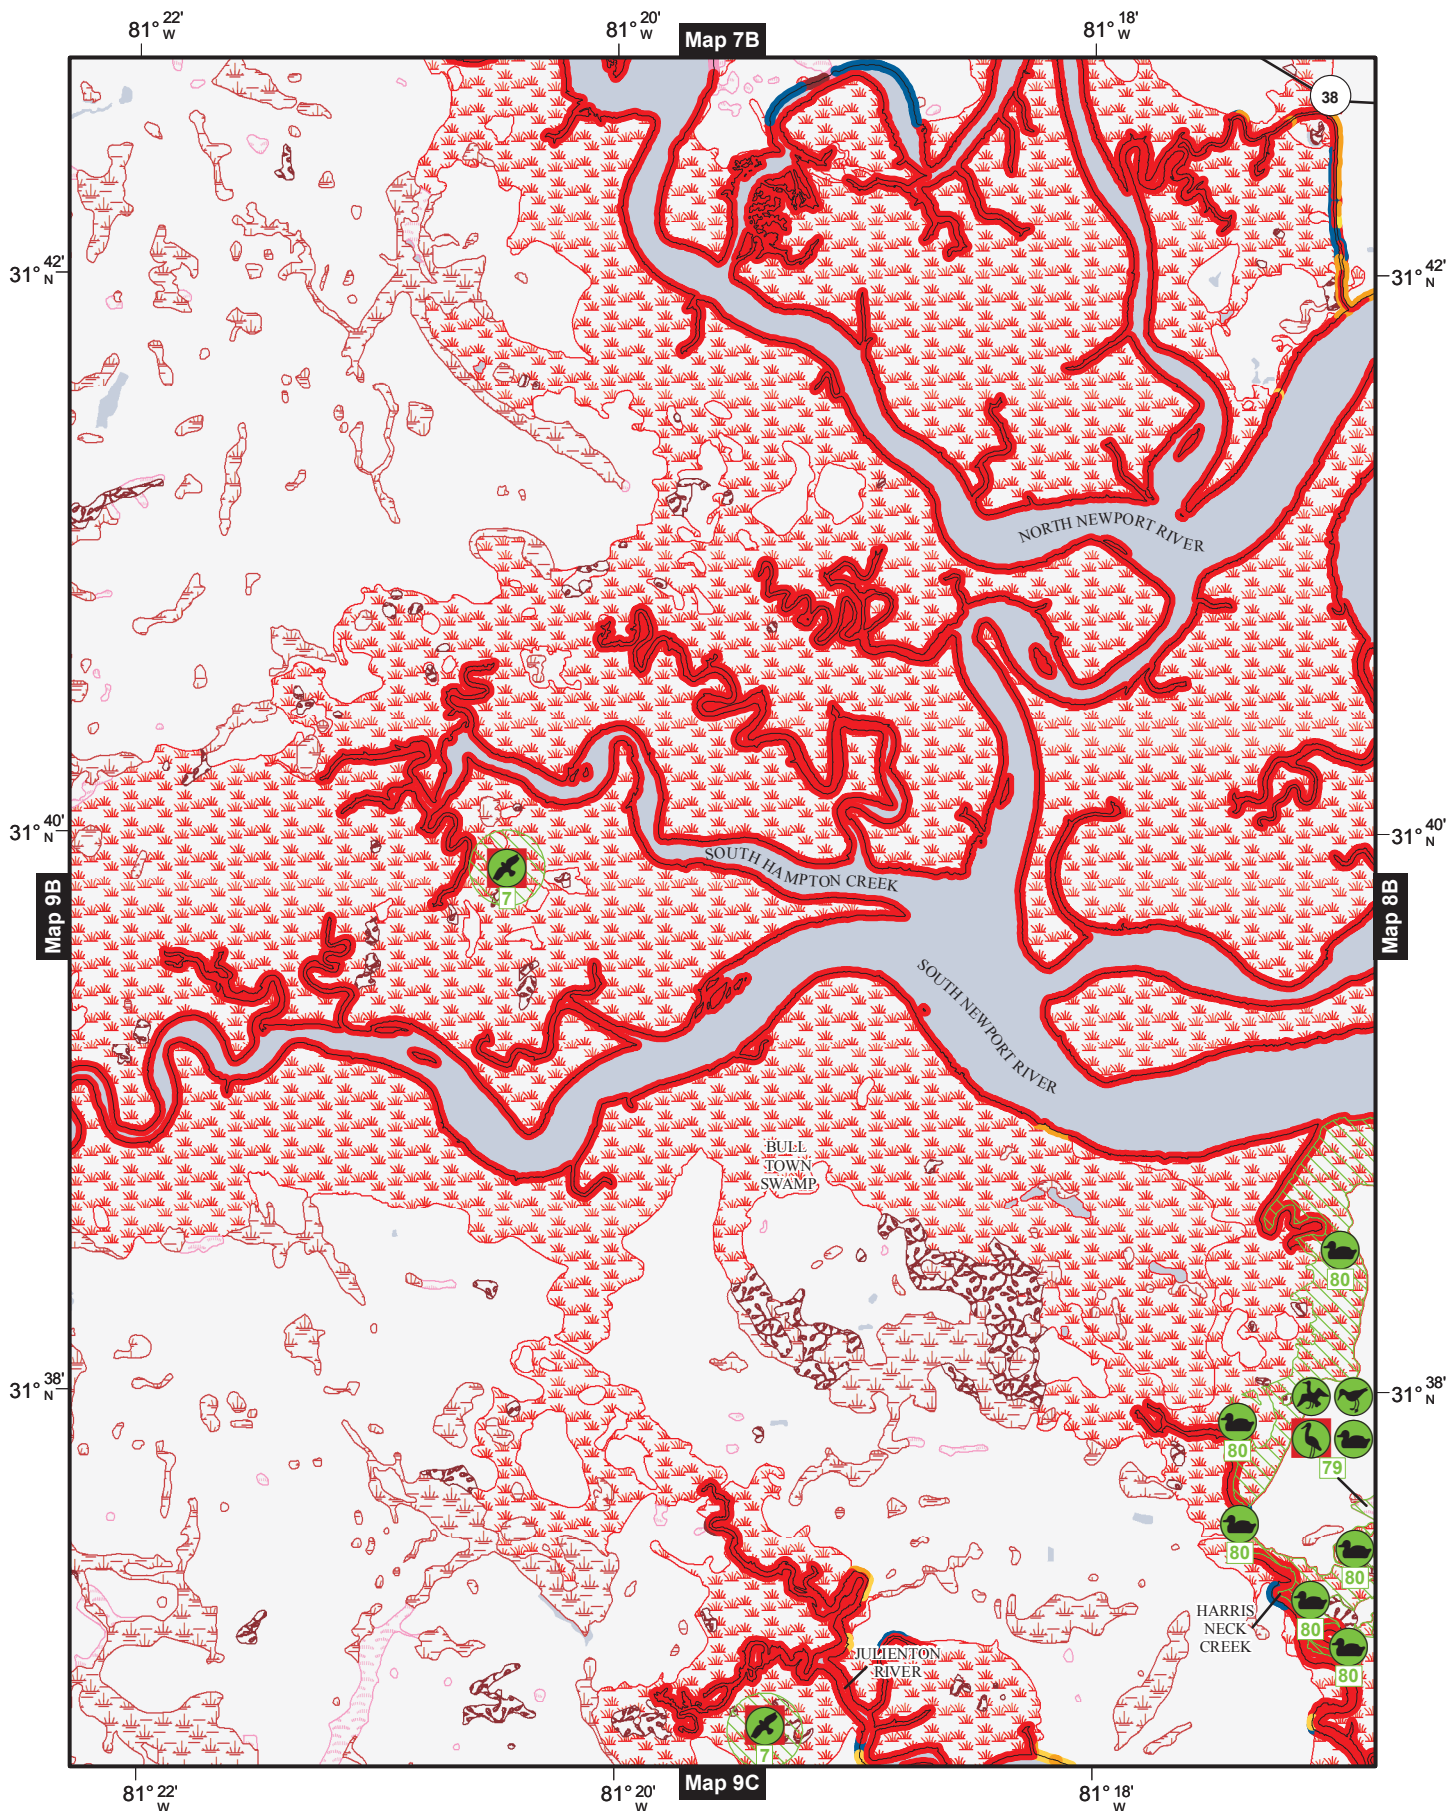 81° 22' W
81° 20' W
81° 18' W
Map 7B
38
31° 42' N
31° 42' N
NORTH NEWPORT RIVER
31° 40' N
31° 40' N
SOUTH HAMPTON CREEK
7
Map 9B
Map 8B
SOUTH NEWPORT RIVER
BULL
TOWN
SWAMP
80
31° 38' N
31° 38' N
80
79
80
80
HARRIS
NECK
CREEK
80
JULIENTON
RIVER
80
7
Map 9C
81° 22' W
81° 20' W
81° 18' W